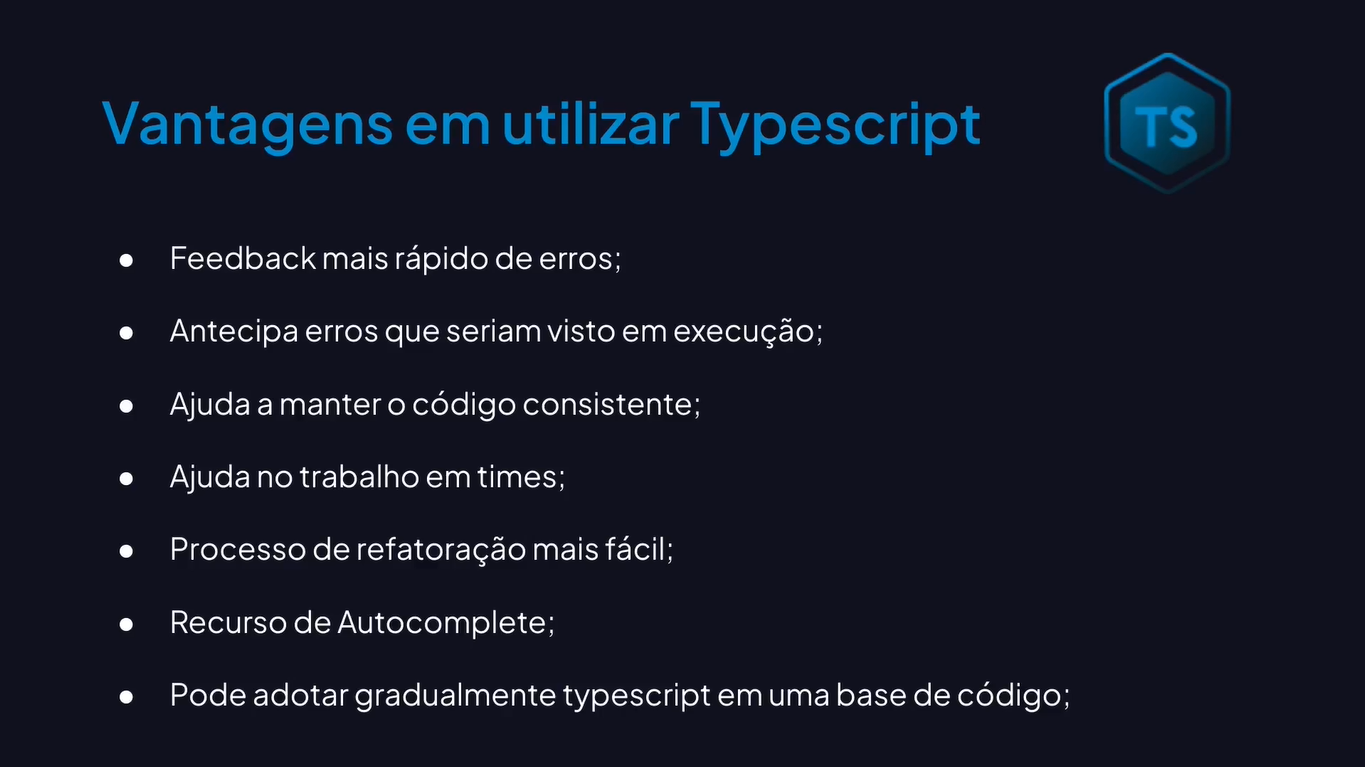 Vantagens em utilizar Typescript
TS
● Feedback mais rápido de erros;
● Antecipa erros que seriam visto em execução;
● Ajuda a manter o código consistente;
● Ajuda no trabalho em times;
● Processo de refatoração mais fácil;
● Recurso de Autocomplete;
● Pode adotar gradualmente typescript em uma base de código;